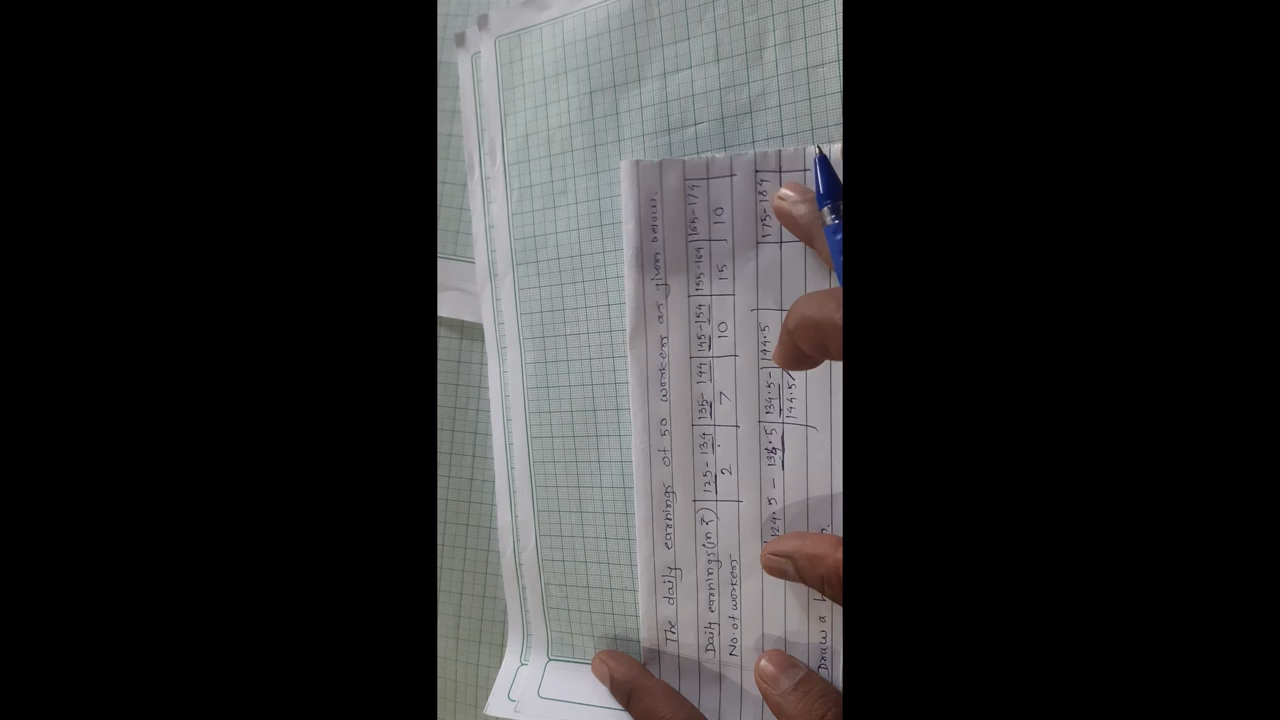 The daily earnings of 50 workers as given below.
Daily earnings (in ₹) 125-134 135-144 145-154 155-164 165-174
No. of workers 2 7 10 15 10
124.5 - 134.5 134.5- 144.5 175-184
144.5
Draw a